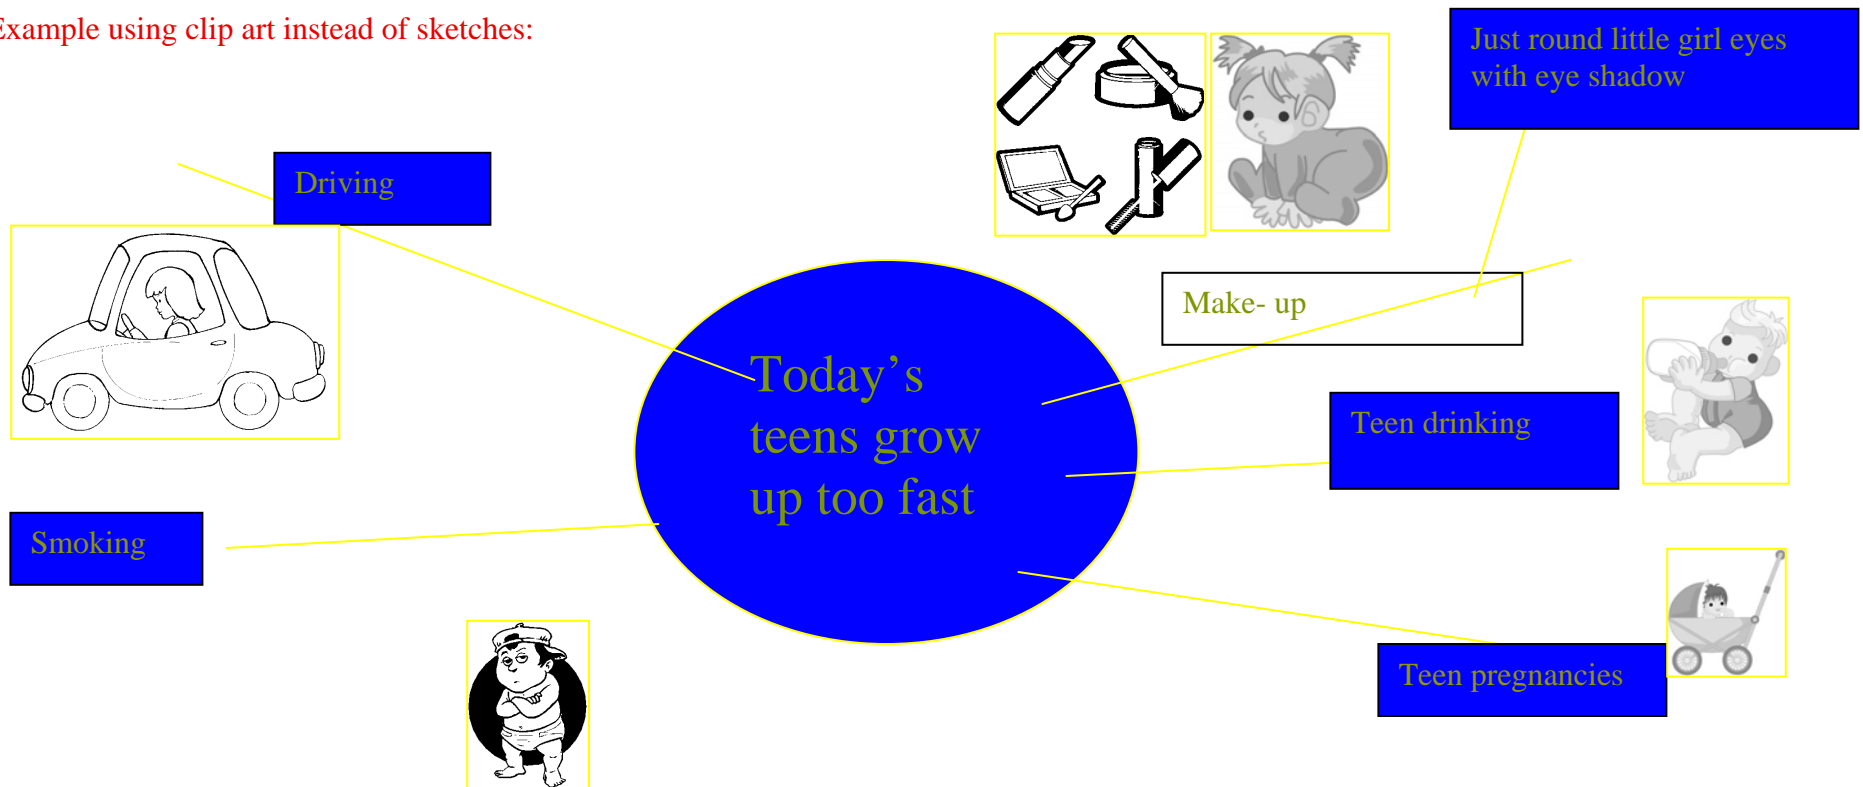 Example using clip art instead of sketches:
Just round little girl eyes
with eye shadow
Driving
Make- up
Today’s
teens grow
up too fast
Teen drinking
Smoking
Teen pregnancies